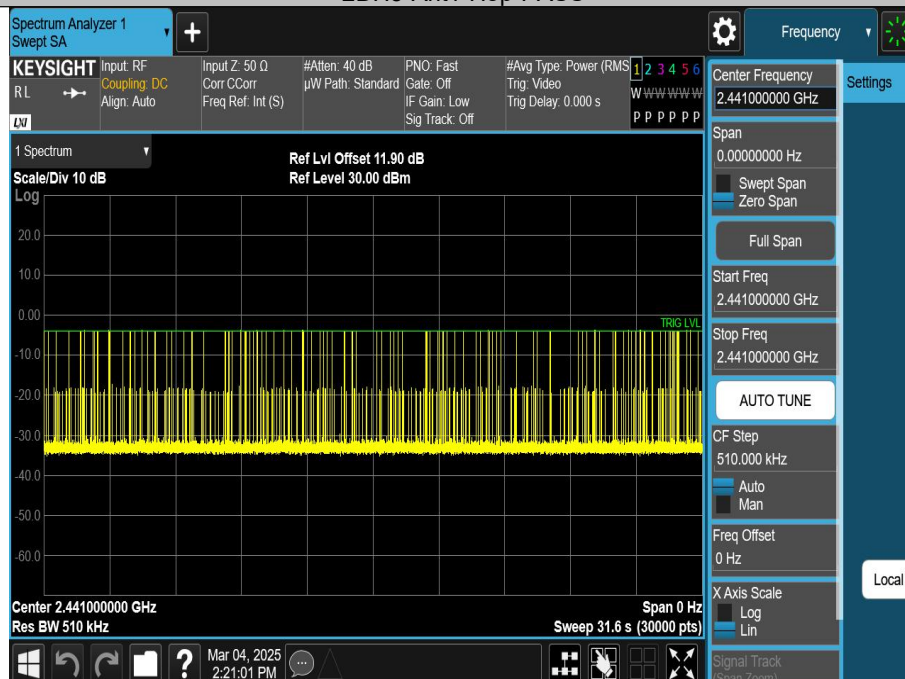 Spectrum Analyzer 1
Swept SA
Frequency
KEYSIGHT
RL
LXI
Input: RF
Coupling: DC
Align: Auto
Input Z: 50 Ω
Corr CCorr
Freq Ref: Int (S)
#Atten: 40 dB
µW Path: Standard
PNO: Fast
Gate: Off
IF Gain: Low
Sig Track: Off
#Avg Type: Power (RMS
Trig: Video
Trig Delay: 0.000 s
1 2 3 4 5 6
W W W W W W
P P P P P P
1 Spectrum
Scale/Div 10 dB
Log
Ref Lvl Offset 11.90 dB
Ref Level 30.00 dBm
20.0
10.0
0.00
TRIG LVL
-10.0
-20.0
-30.0
-40.0
-50.0
-60.0
Center 2.441000000 GHz
Res BW 510 kHz
Span 0 Hz
Sweep 31.6 s (30000 pts)
Center Frequency
2.441000000 GHz
Span
0.00000000 Hz
Swept Span
Zero Span
Full Span
Start Freq
2.441000000 GHz
Stop Freq
2.441000000 GHz
AUTO TUNE
CF Step
510.000 kHz
Auto
Man
Freq Offset
0 Hz
X Axis Scale
Log
Lin
Signal Track
(Span Zoom)
Settings
Local
?
Mar 04, 2025
2:21:01 PM